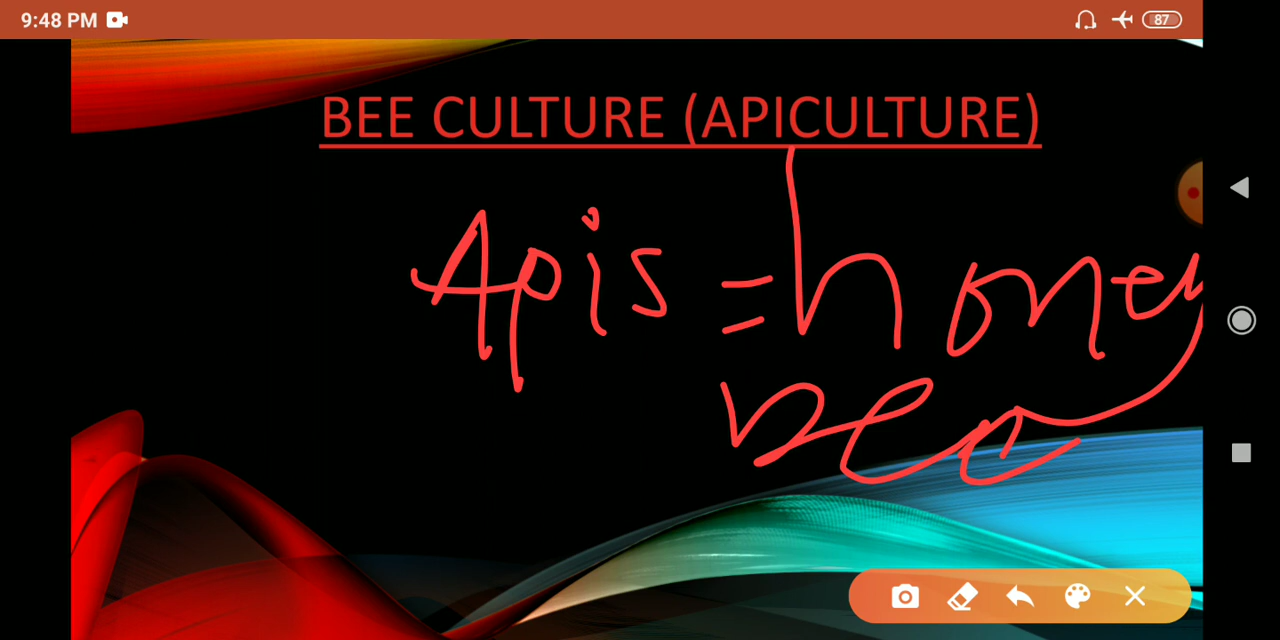 9:48 PM
87
BEE CULTURE (APICULTURE)
Apis = honey
bee